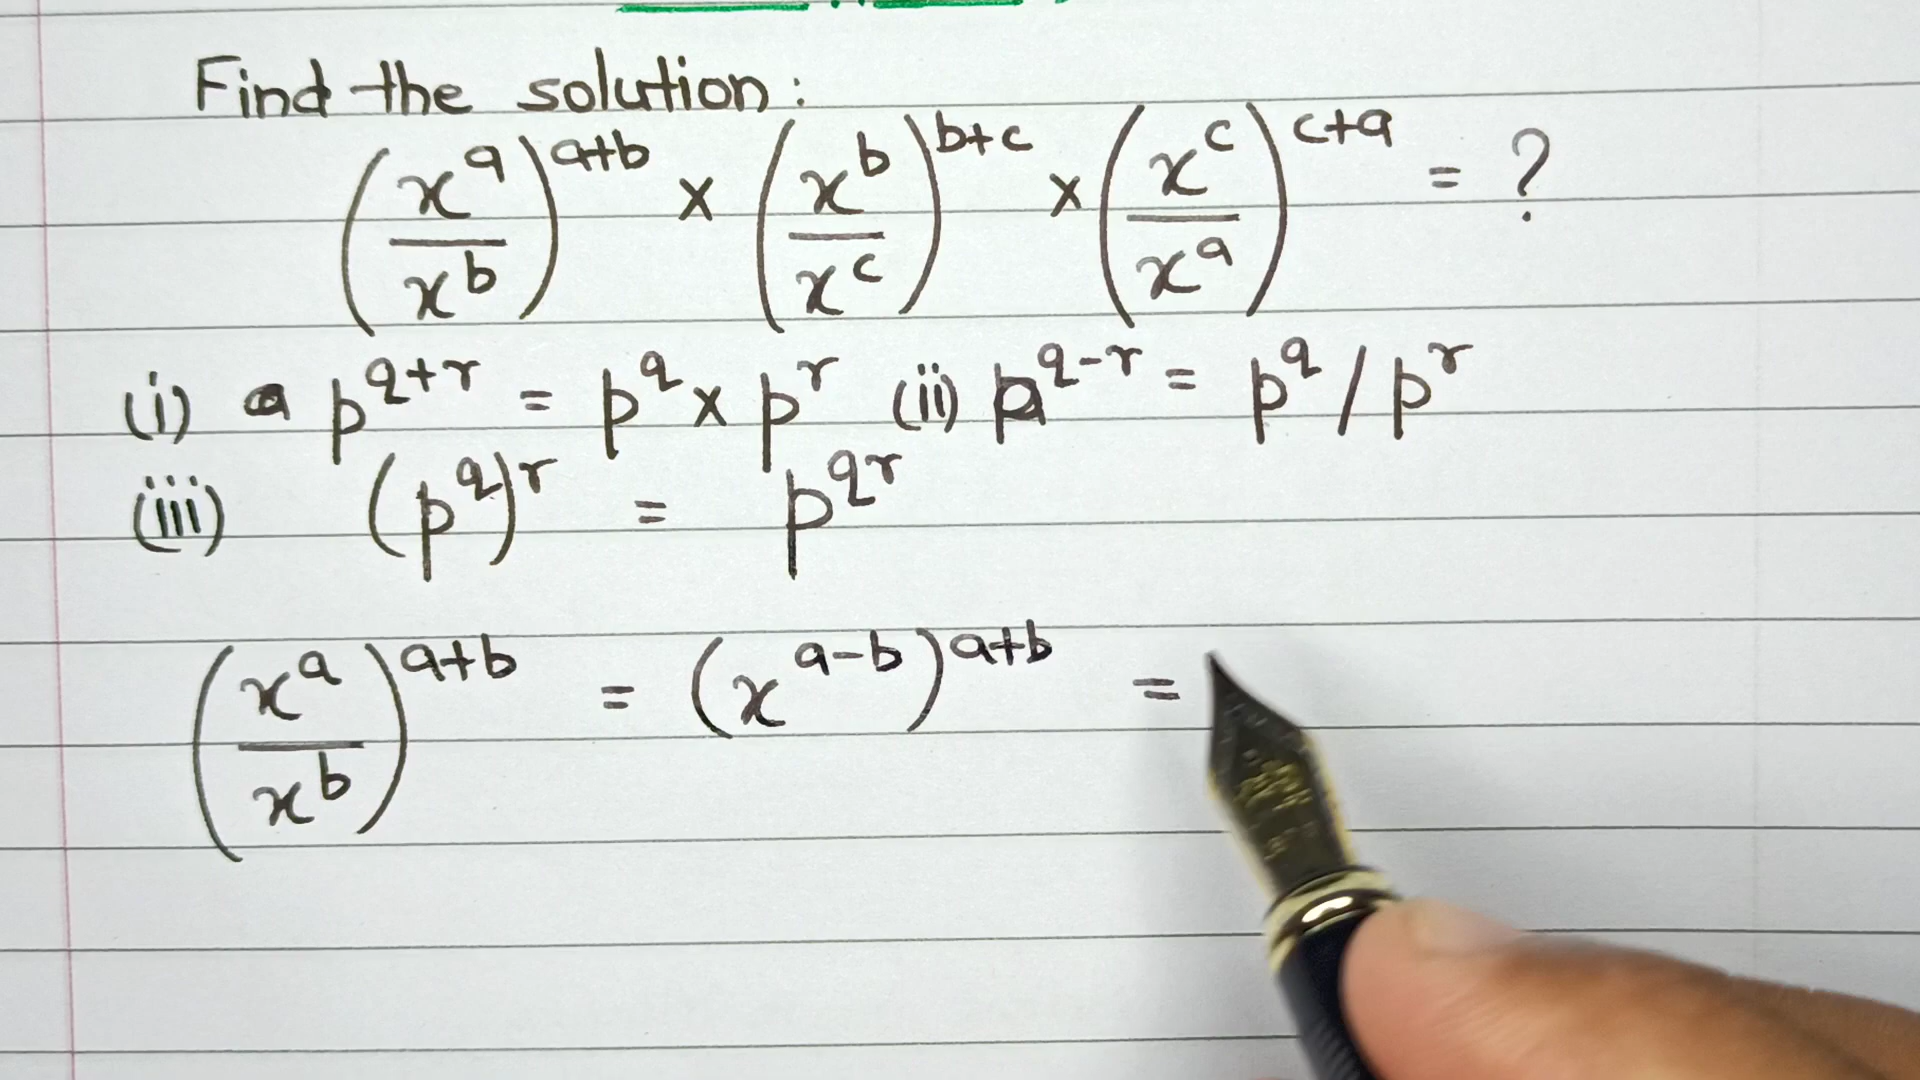 Find the solution:
(x^a/x^b)^{a+b} × (x^b/x^c)^{b+c} × (x^c/x^a)^{c+a} = ?
(i) a p^{q+r} = p^q × p^r (ii) p^{q-r} = p^q / p^r
(iii) (p^q)^r = p^{qr}
(x^a/x^b)^{a+b} = (x^{a-b})^{a+b} =